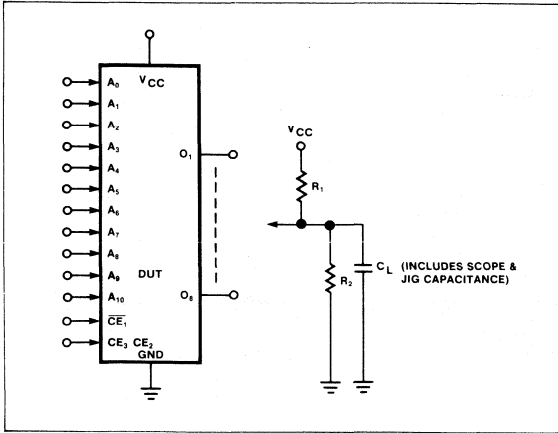 VCC
A0
A1
A2
A3
A4
A5
A6
A7
A8
A9
A10
CE1
CE3 CE2
GND
DUT
O1
O8
VCC
R1
R2
CL (INCLUDES SCOPE &
JIG CAPACITANCE)